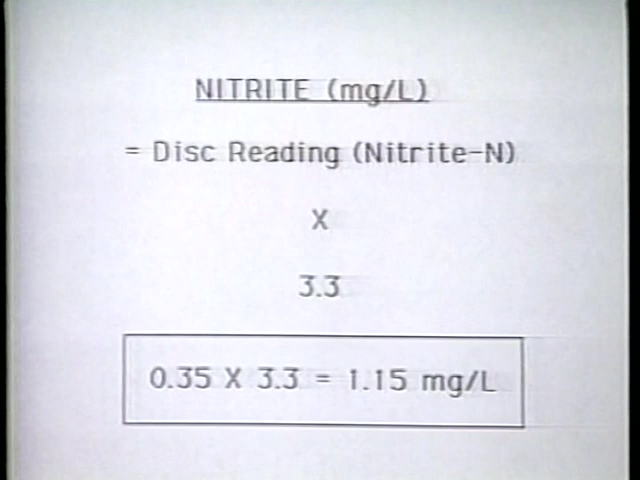 NITRITE (mg/L)
= Disc Reading (Nitrite-N)
X
3.3
0.35 X 3.3 = 1.15 mg/L